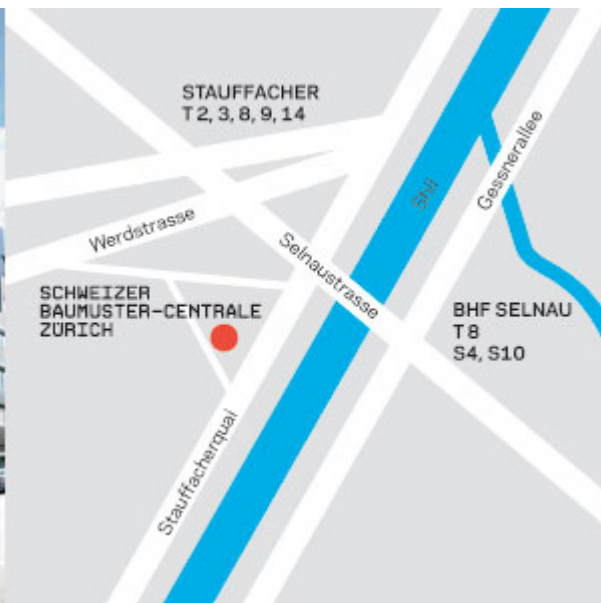 STAUFFACHER
T 2, 3, 8, 9, 14
Gessnerallee
Sihl
Werdstrasse
Selnaustrasse
SCHWEIZER
BAUMUSTER-CENTRALE
ZÜRICH
BHF SELNAU
T 8
S4, S10
Stauffacherquai